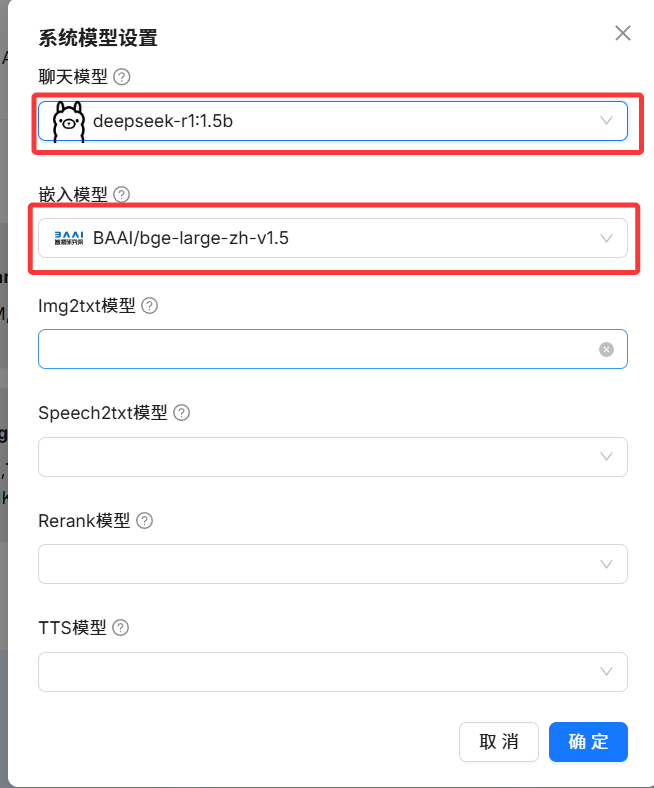 系统模型设置
聊天模型
deepseek-r1:1.5b
嵌入模型
BAAI
BAAI/bge-large-zh-v1.5
Img2txt模型
Speech2txt模型
Rerank模型
TTS模型
取 消
确 定